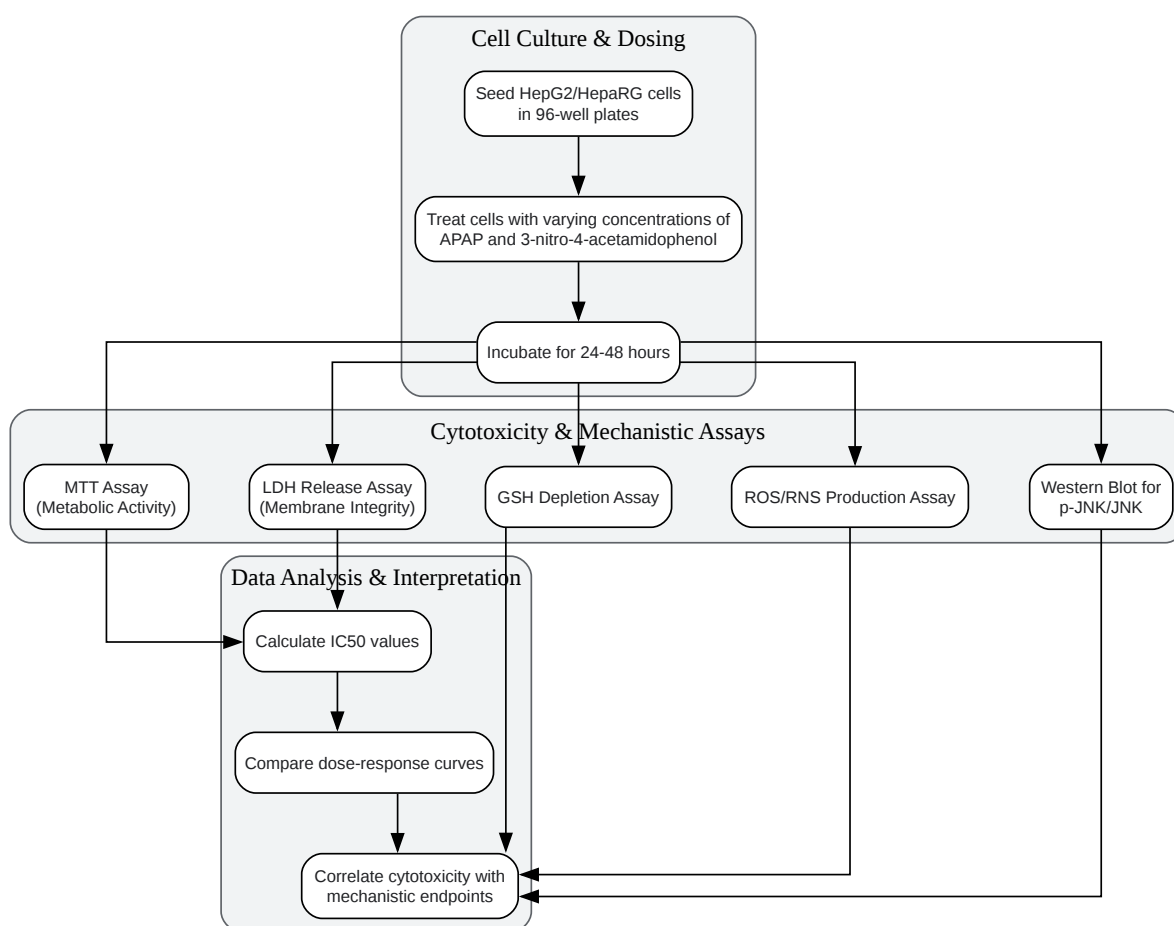 Cell Culture & Dosing
Seed HepG2/HepaRG cells
in 96-well plates
Treat cells with varying concentrations of
APAP and 3-nitro-4-acetamidophenol
Incubate for 24-48 hours
Cytotoxicity & Mechanistic Assays
MTT Assay
(Metabolic Activity)
LDH Release Assay
(Membrane Integrity)
GSH Depletion Assay
ROS/RNS Production Assay
Western Blot for
p-JNK/JNK
Data Analysis & Interpretation
Calculate IC50 values
Compare dose-response curves
Correlate cytotoxicity with
mechanistic endpoints